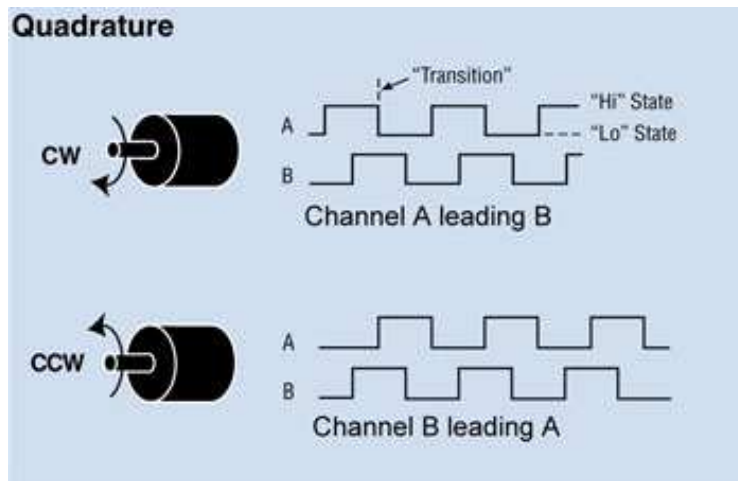 Quadrature
"Transition"
"Hi" State
A
"Lo" State
CW
B
Channel A leading B
A
CCW
B
Channel B leading A